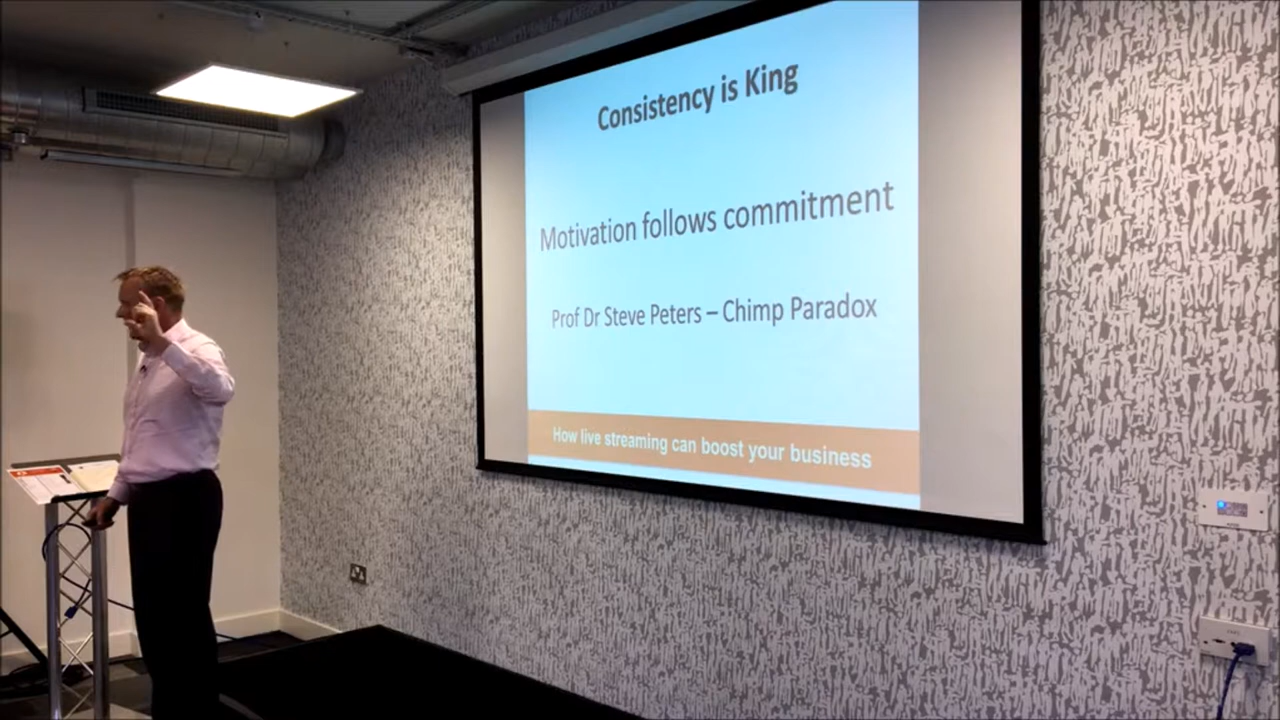 Consistency is King
Motivation follows commitment
Prof Dr Steve Peters – Chimp Paradox
How live streaming can boost your business